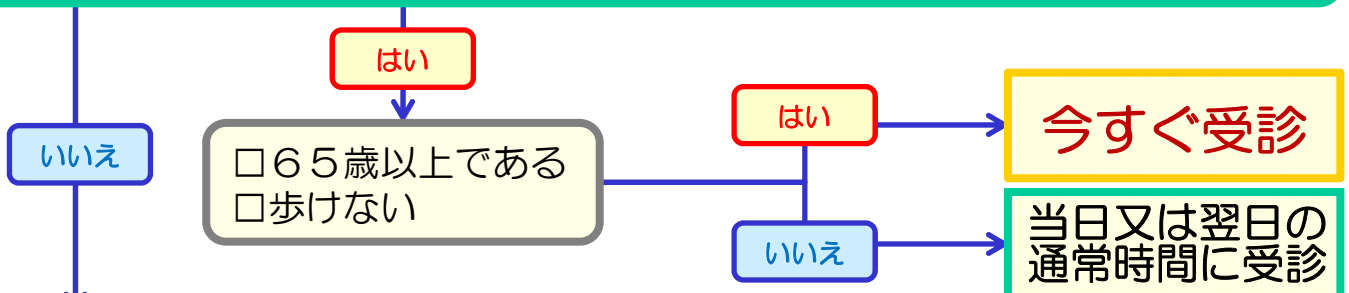 はい
いいえ
□６５歳以上である
□歩けない
はい
今すぐ受診
いいえ
当日又は翌日の
通常時間に受診